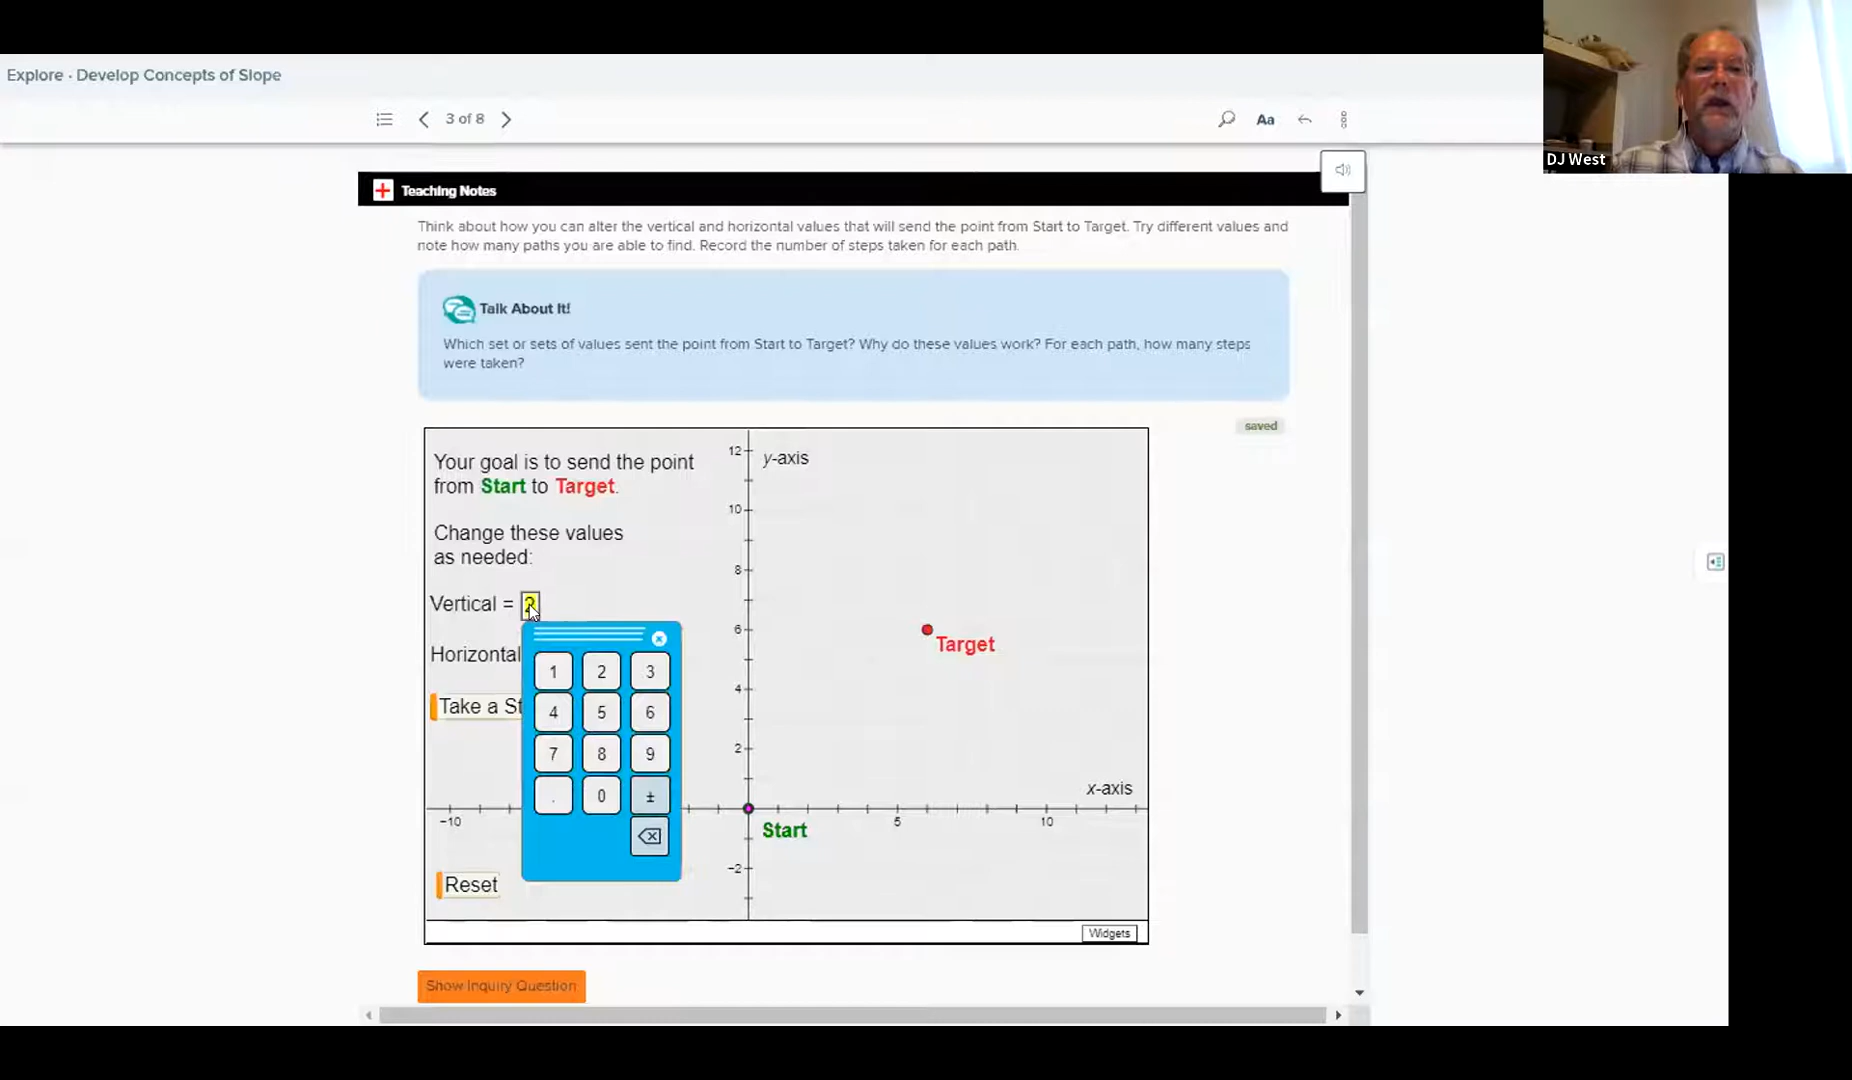 DJ West
Explore · Develop Concepts of Slope
3 of 8
Aa
Teaching Notes
Think about how you can alter the vertical and horizontal values that will send the point from Start to Target. Try different values and
note how many paths you are able to find. Record the number of steps taken for each path.
Talk About It!
Which set or sets of values sent the point from Start to Target? Why do these values work? For each path, how many steps
were taken?
saved
Your goal is to send the point
from Start to Target.
Change these values
as needed:
Vertical = 2
Horizontal
Take a St
1 2 3
4 5 6
7 8 9
. 0 ±
Reset
12
y-axis
10
8
6
Target
4
2
x-axis
-10 5 10
Start
-2
Widgets
Show Inquiry Question